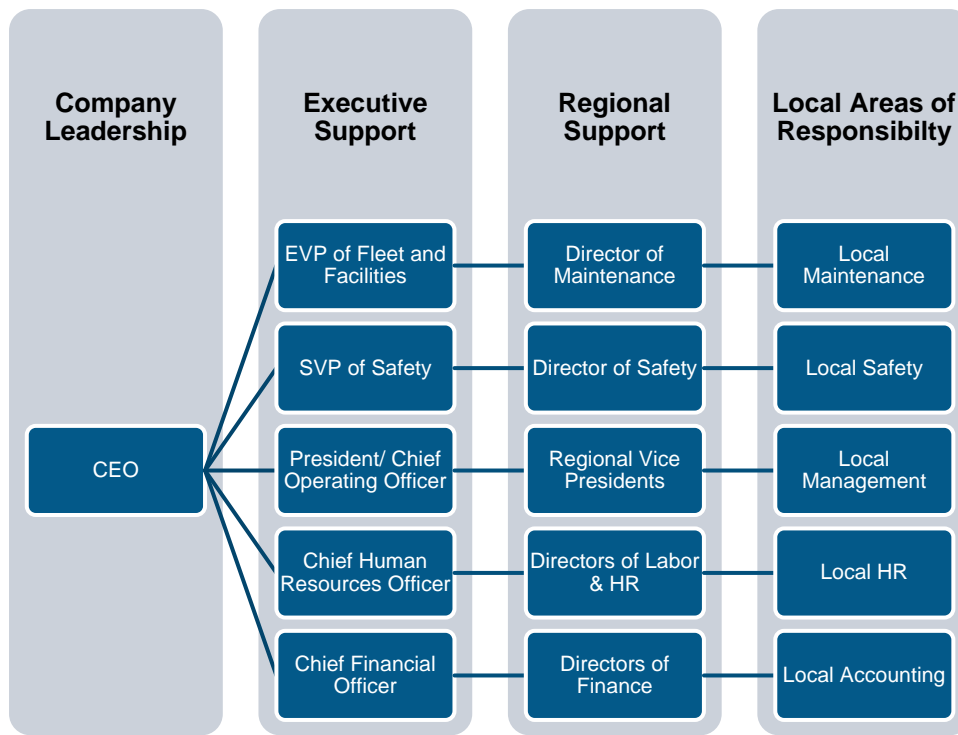 Company
Leadership
Executive
Support
Regional
Support
Local Areas of
Responsibilty
CEO
EVP of Fleet and
Facilities
Director of
Maintenance
Local
Maintenance
SVP of Safety
Director of Safety
Local Safety
President/ Chief
Operating Officer
Regional Vice
Presidents
Local
Management
Chief Human
Resources Officer
Directors of Labor
& HR
Local HR
Chief Financial
Officer
Directors of
Finance
Local Accounting